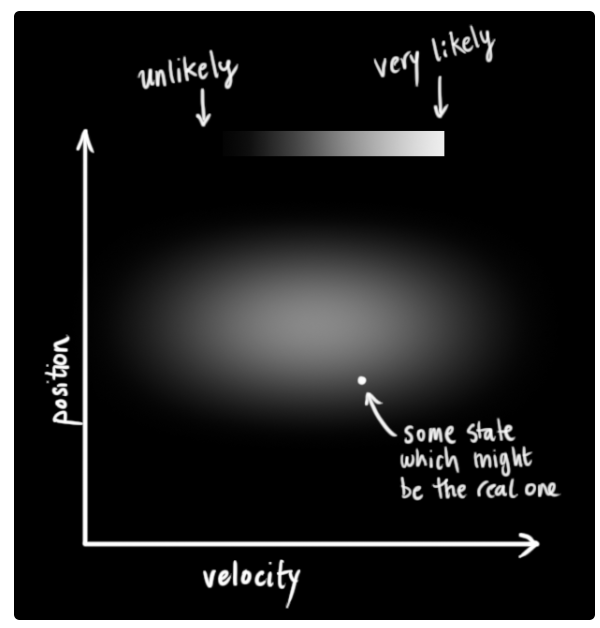 unlikely
very likely
position
some state
which might
be the real one
velocity